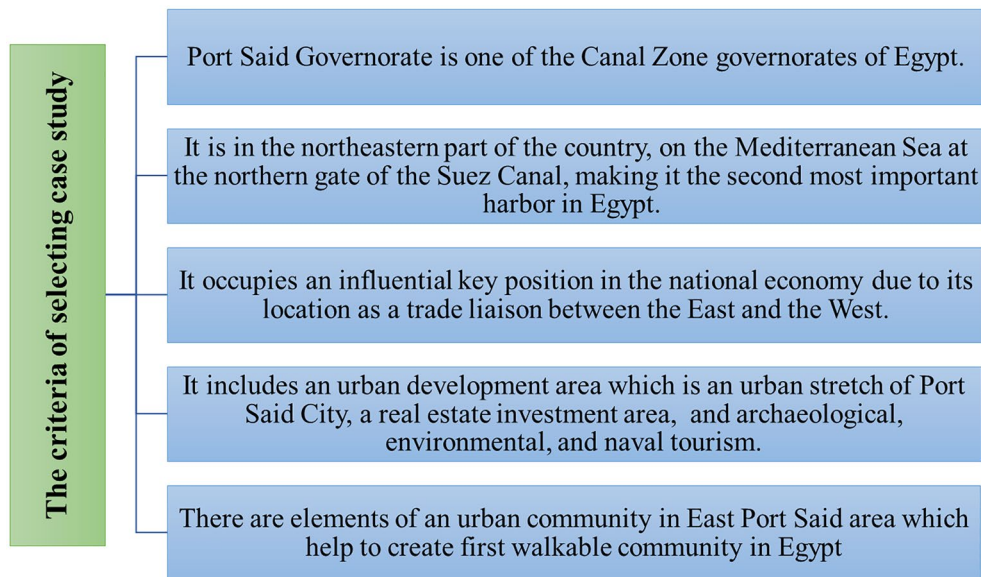 The criteria of selecting case study
Port Said Governorate is one of the Canal Zone governorates of Egypt.
It is in the northeastern part of the country, on the Mediterranean Sea at
the northern gate of the Suez Canal, making it the second most important
harbor in Egypt.
It occupies an influential key position in the national economy due to its
location as a trade liaison between the East and the West.
It includes an urban development area which is an urban stretch of Port
Said City, a real estate investment area, and archaeological,
environmental, and naval tourism.
There are elements of an urban community in East Port Said area which
help to create first walkable community in Egypt